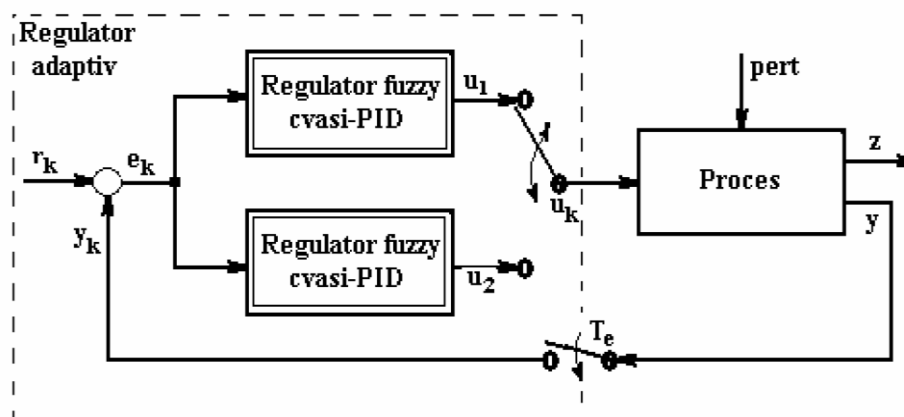 Regulator
adaptiv
Regulator fuzzy
cvasi-PID
u1
pert
rk
ek
Proces
z
uk
y
yk
Regulator fuzzy
cvasi-PID
u2
Te